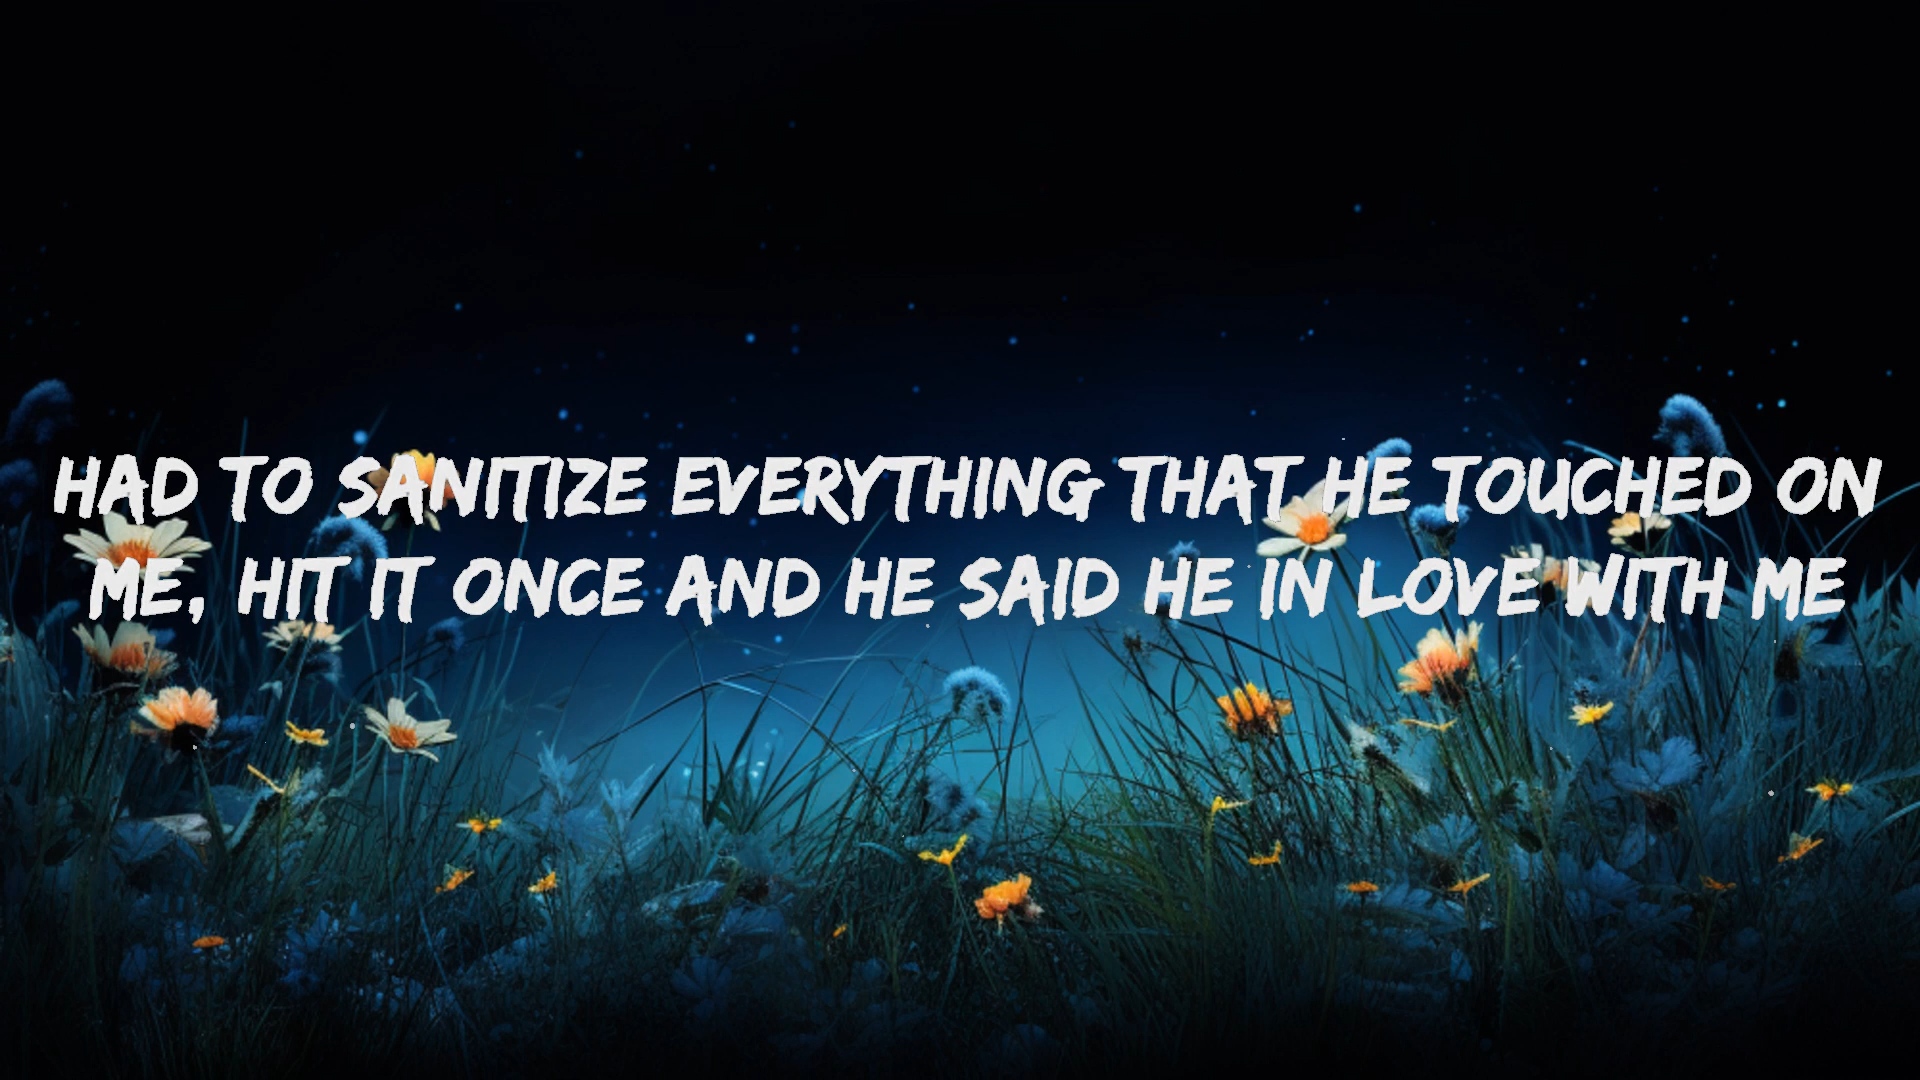 HAD TO SANITIZE EVERYTHING THAT HE TOUCHED ON
ME, HIT IT ONCE AND HE SAID HE IN LOVE WITH ME